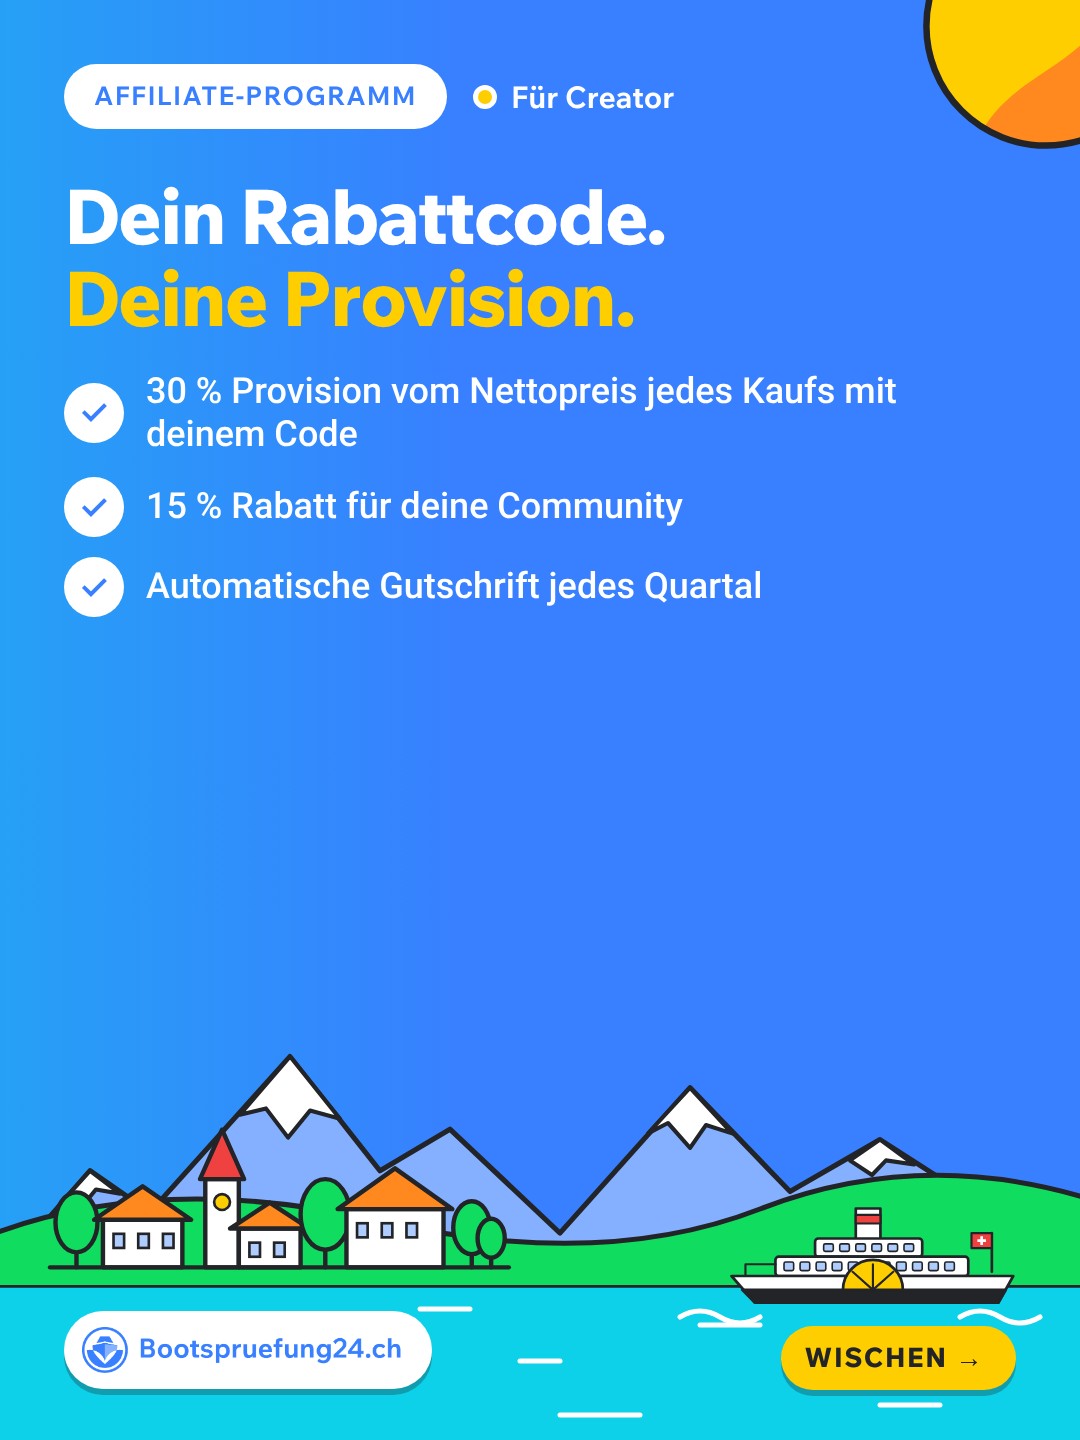 AFFILIATE-PROGRAMM
Für Creator
Dein Rabattcode.
Deine Provision.
30 % Provision vom Nettopreis jedes Kaufs mit
deinem Code
15 % Rabatt für deine Community
Automatische Gutschrift jedes Quartal
Bootspruefung24.ch
WISCHEN →